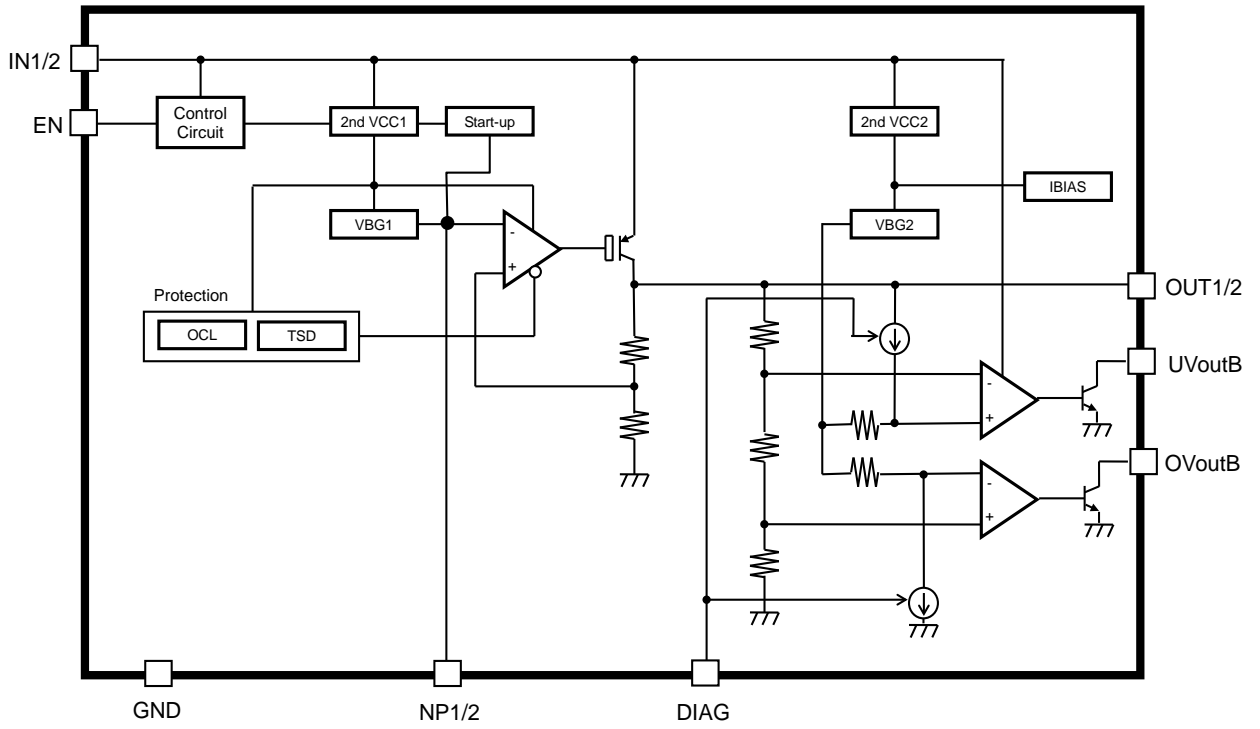 IN1/2
EN
Control
Circuit
2nd VCC1
Start-up
2nd VCC2
IBIAS
VBG1
VBG2
-
+
Protection
OCL
TSD
OUT1/2
UVoutB
-
+
OVoutB
-
+
GND
NP1/2
DIAG